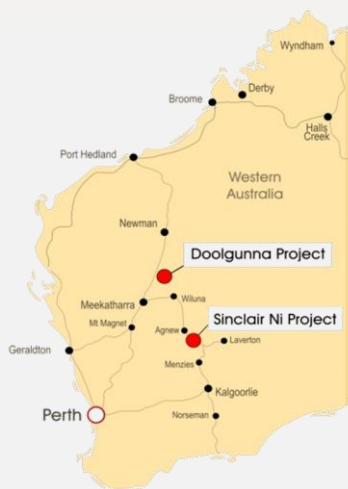 Wyndham
Derby
Broome
Halls
Creek
Port Hedland
Western
Australia
Newman
Doolgunna Project
Wiluna
Meekatharra
Mt Magnet
Sinclair Ni Project
Agnew
Laverton
Geraldton
Menzies
Kalgoorlie
Perth
Norseman